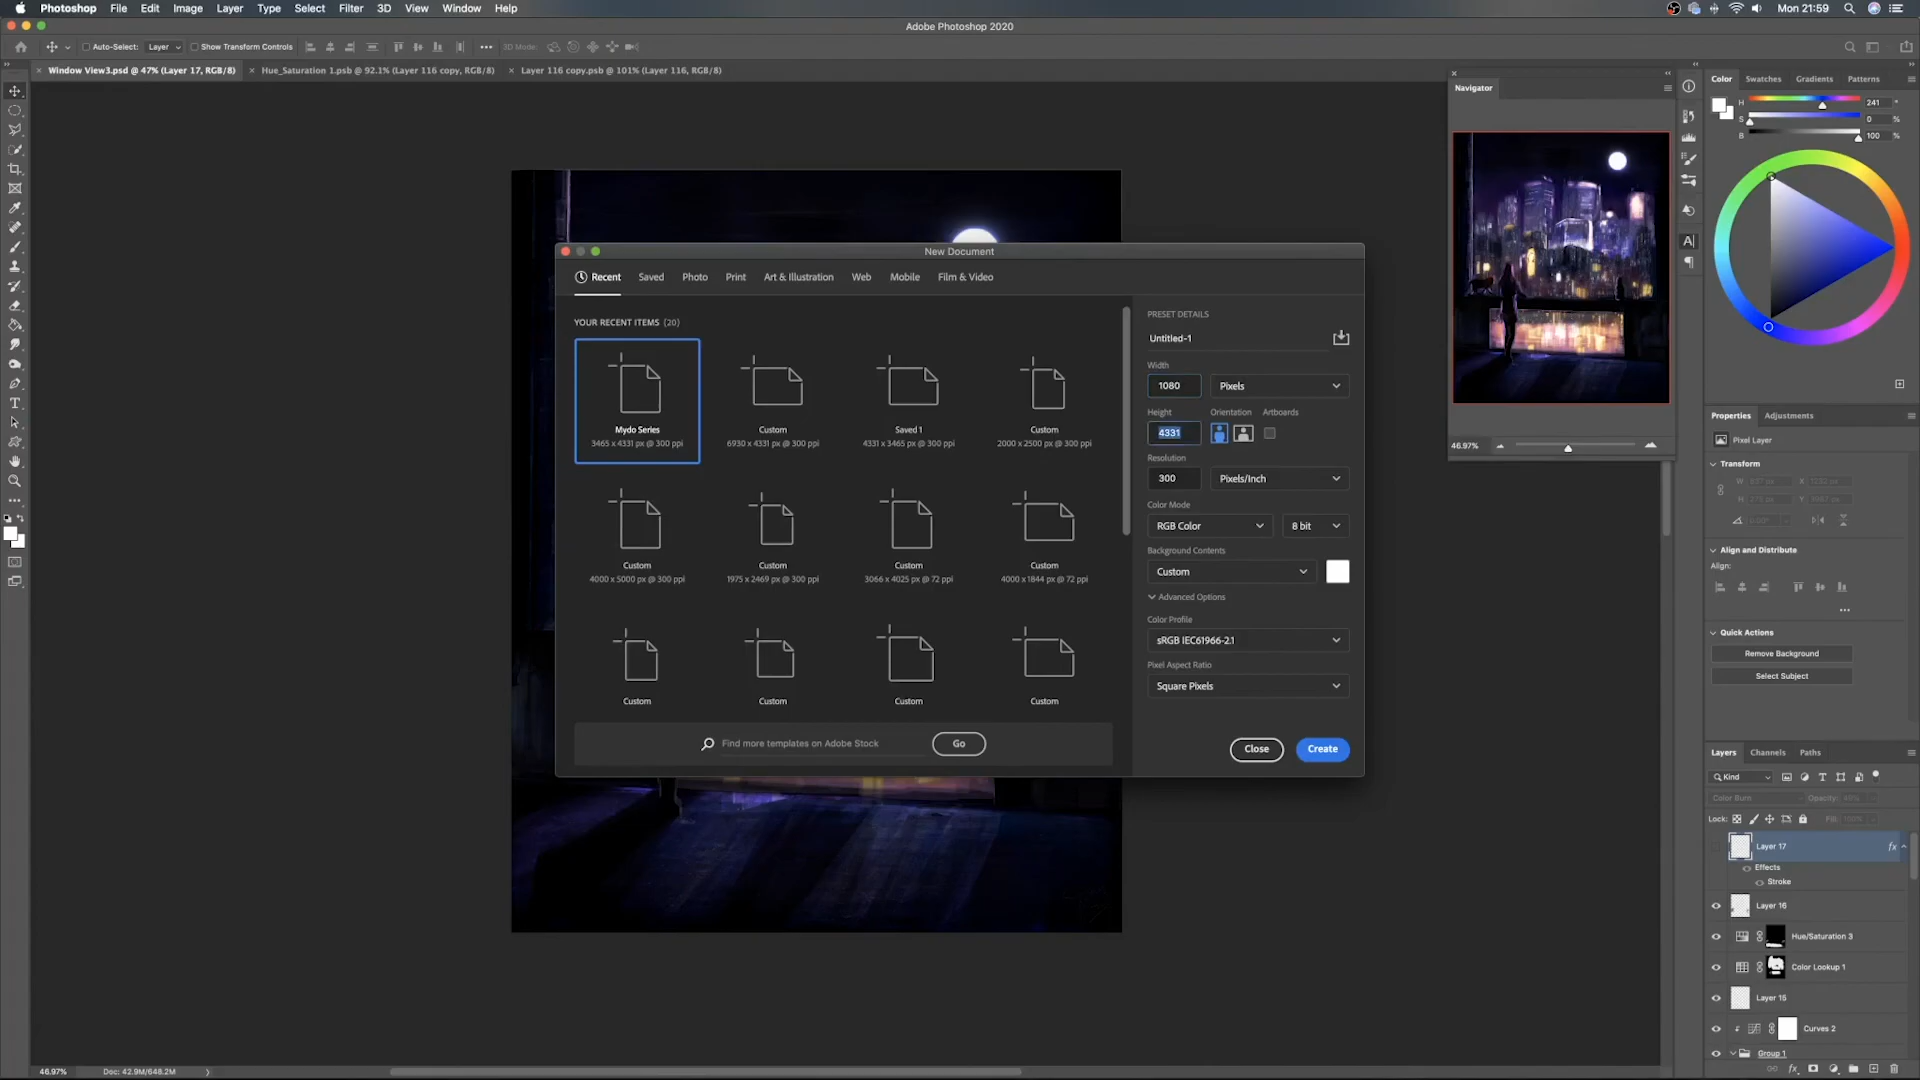 Photoshop File Edit Image Layer Type Select Filter 3D View Window Help Mon 21:59
Adobe Photoshop 2020
Auto-Select: Layer Show Transform Controls 3D Mode:
Window View3.psd @ 47% (Layer 17, RGB/8) Hue_Saturation 1.psb @ 92.1% (Layer 116 copy, RGB/8) Layer 116 copy.psb @ 101% (Layer 116, RGB/8)
Navigator
46.97%
Color Swatches Gradients Patterns
H 241 °
S 0 %
B 100 %
New Document
Recent Saved Photo Print Art & Illustration Web Mobile Film & Video
YOUR RECENT ITEMS (20)
Mydo Series
3465 x 4331 px @ 300 ppi
Custom
6930 x 4331 px @ 300 ppi
Saved 1
4331 x 3465 px @ 300 ppi
Custom
2000 x 2500 px @ 300 ppi
Custom
4000 x 5000 px @ 300 ppi
Custom
1975 x 2469 px @ 300 ppi
Custom
3066 x 4025 px @ 72 ppi
Custom
4000 x 1844 px @ 72 ppi
Custom
Custom
Custom
Custom
Find more templates on Adobe Stock Go
PRESET DETAILS
Untitled-1
Width
1080 Pixels
Height Orientation Artboards
4331
Resolution
300 Pixels/Inch
Color Mode
RGB Color 8 bit
Background Contents
Custom
Advanced Options
Color Profile
sRGB IEC61966-2.1
Pixel Aspect Ratio
Square Pixels
Close Create
Properties Adjustments
Pixel Layer
Transform
W X
H Y
Align and Distribute
Align:
Quick Actions
Remove Background
Select Subject
Layers Channels Paths
Kind
Color Burn Opacity:
Lock: Fill: 100%
Layer 17 fx
Effects
Stroke
Layer 16
Hue/Saturation 3
Color Lookup 1
Layer 15
Curves 2
Group 1
46.97% Doc: 42.9M/648.2M